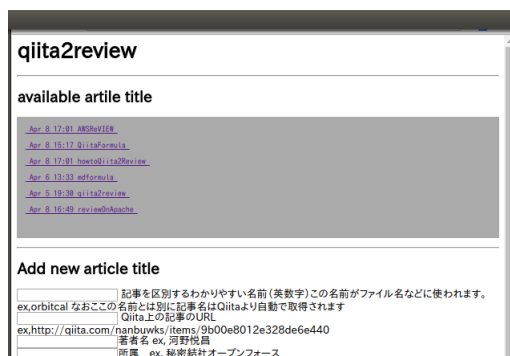 qiita2review
available artile title
Apr 8 17:01 AWSReVIEW
Apr 8 15:17 QiitaFormula
Apr 8 17:01 howtoQiita2Review
Apr 6 13:33 mdformula
Apr 5 19:30 qiita2review
Apr 8 16:49 reviewOnApache
Add new article title
記事を区別するわかりやすい名前(英数字)この名前がファイル名などに使われます。
ex,orbitcal なおここの名前とは別に記事名はQiitaより自動で取得されます
Qiita上の記事のURL
ex,http://qiita.com/nanbuwks/items/9b00e8012e328de6e440
著者名 ex, 河野悦昌
所属 ex, 秘密結社オープンフォース